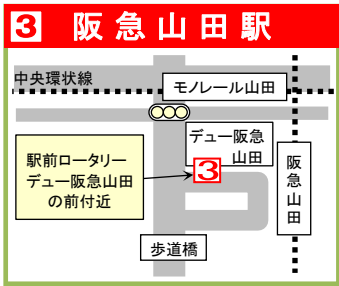 3 阪急山田駅
中央環状線
モノレール山田
デュー阪急
山田
駅前ロータリー
デュー阪急山田
の前付近
3
阪急山田
歩道橋